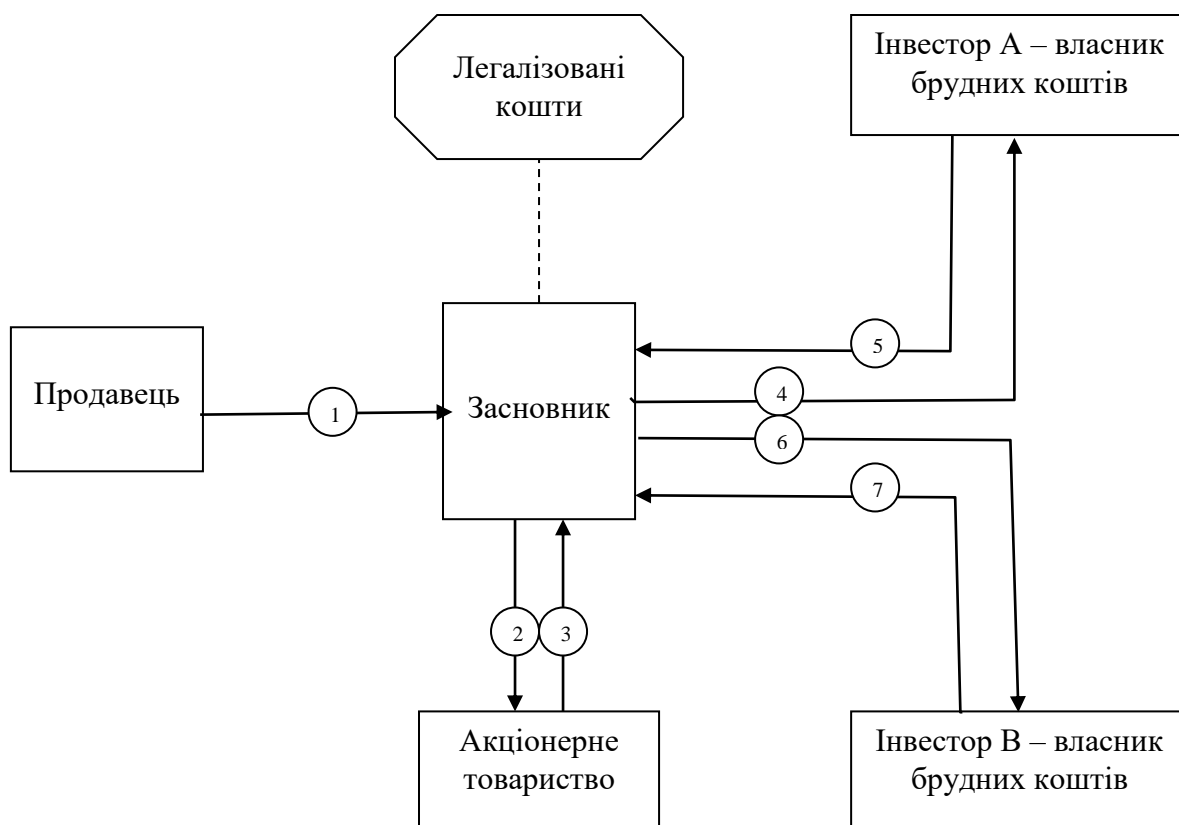 Легалізовані
кошти
Інвестор А – власник
брудних коштів
Продавець
1
Засновник
5
4
6
7
2
3
Акціонерне
товариство
Інвестор В – власник
брудних коштів